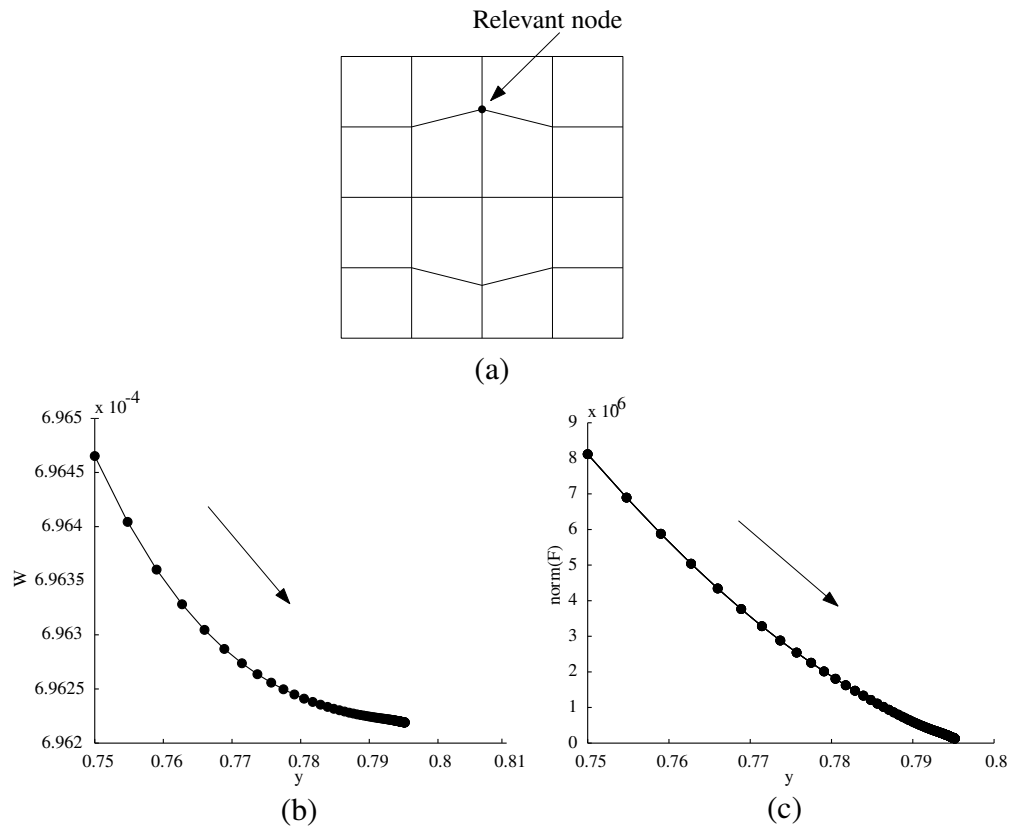 Relevant node
(a)
x 10-4
6.965
6.9645
6.964
6.9635
6.963
6.9625
6.962
W
0.75 0.76 0.77 0.78 0.79 0.8 0.81
y
(b)
x 10-6
9
8
7
6
5
4
3
2
1
0
norm(F)
0.75 0.76 0.77 0.78 0.79 0.8
y
(c)